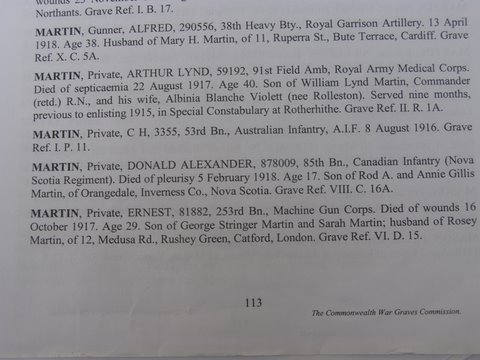 Northants. Grave Ref. I. B. 17.
MARTIN, Gunner, ALFRED, 290556, 38th Heavy Bty., Royal Garrison Artillery. 13 April
1918. Age 38. Husband of Mary H. Martin, of 11, Ruperra St., Bute Terrace, Cardiff. Grave
Ref. X. C. 5A.
MARTIN, Private, ARTHUR LYND, 59192, 91st Field Amb, Royal Army Medical Corps.
Died of septicaemia 22 August 1917. Age 40. Son of William Lynd Martin, Commander
(retd.) R.N., and his wife, Albinia Blanche Violett (nee Rolleston). Served nine months,
previous to enlisting 1915, in Special Constabulary at Rotherhithe. Grave Ref. II. R. 1A.
MARTIN, Private, C H, 3355, 53rd Bn., Australian Infantry, A.I.F. 8 August 1916. Grave
Ref. I. P. 11.
MARTIN, Private, DONALD ALEXANDER, 878009, 85th Bn., Canadian Infantry (Nova
Scotia Regiment). Died of pleurisy 5 February 1918. Age 17. Son of Rod A. and Annie Gillis
Martin, of Orangedale, Inverness Co., Nova Scotia. Grave Ref. VIII. C. 16A.
MARTIN, Private, ERNEST, 81882, 253rd Bn., Machine Gun Corps. Died of wounds 16
October 1917. Age 29. Son of George Stringer Martin and Sarah Martin; husband of Rosey
Martin, of 12, Medusa Rd., Rushey Green, Catford, London. Grave Ref. VI. D. 15.
113
The Commonwealth War Graves Commission.